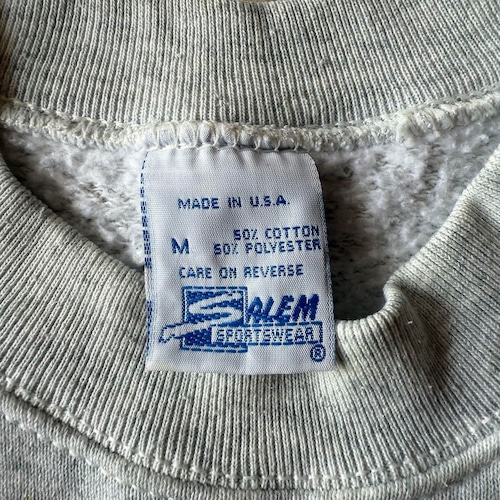 MADE IN U.S.A.
M
50% COTTON
50% POLYESTER
CARE ON REVERSE
SALEM
SPORTSWEAR
®